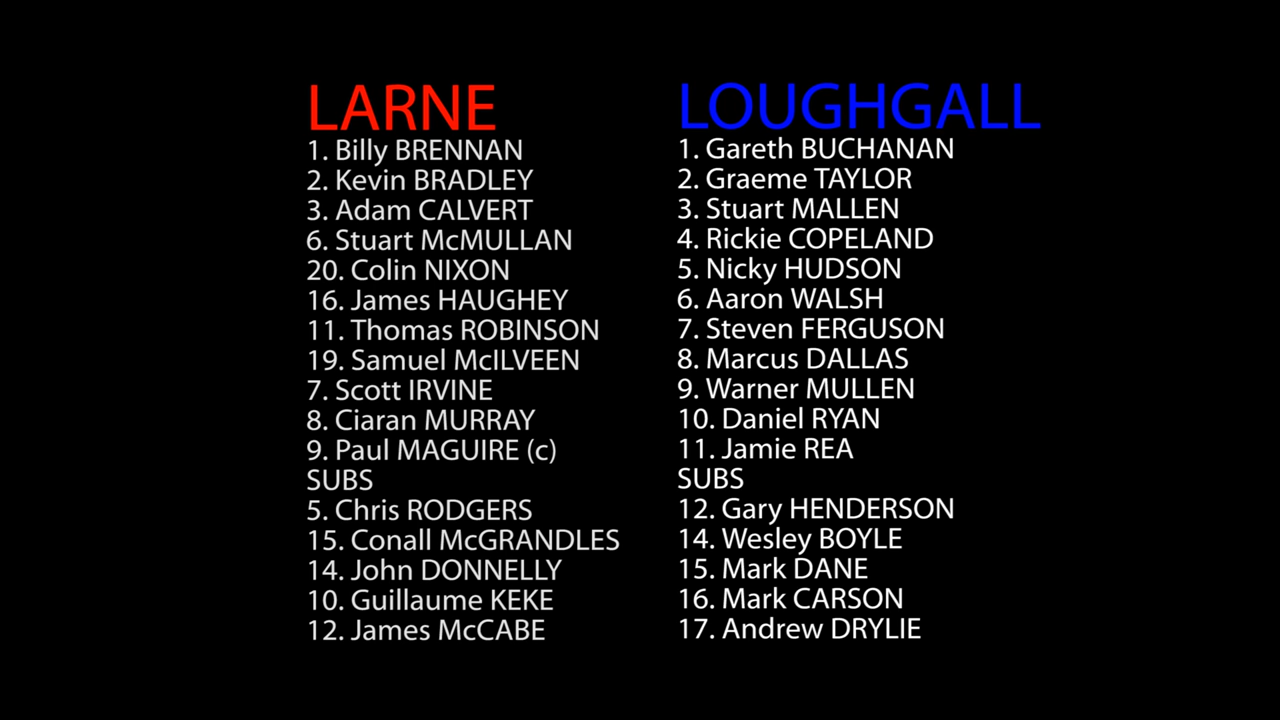 LARNE
1. Billy BRENNAN
2. Kevin BRADLEY
3. Adam CALVERT
6. Stuart McMULLAN
20. Colin NIXON
16. James HAUGHEY
11. Thomas ROBINSON
19. Samuel McILVEEN
7. Scott IRVINE
8. Ciaran MURRAY
9. Paul MAGUIRE (c)
SUBS
5. Chris RODGERS
15. Conall McGRANDLES
14. John DONNELLY
10. Guillaume KEKE
12. James McCABE
LOUGHGALL
1. Gareth BUCHANAN
2. Graeme TAYLOR
3. Stuart MALLEN
4. Rickie COPELAND
5. Nicky HUDSON
6. Aaron WALSH
7. Steven FERGUSON
8. Marcus DALLAS
9. Warner MULLEN
10. Daniel RYAN
11. Jamie REA
SUBS
12. Gary HENDERSON
14. Wesley BOYLE
15. Mark DANE
16. Mark CARSON
17. Andrew DRYLIE